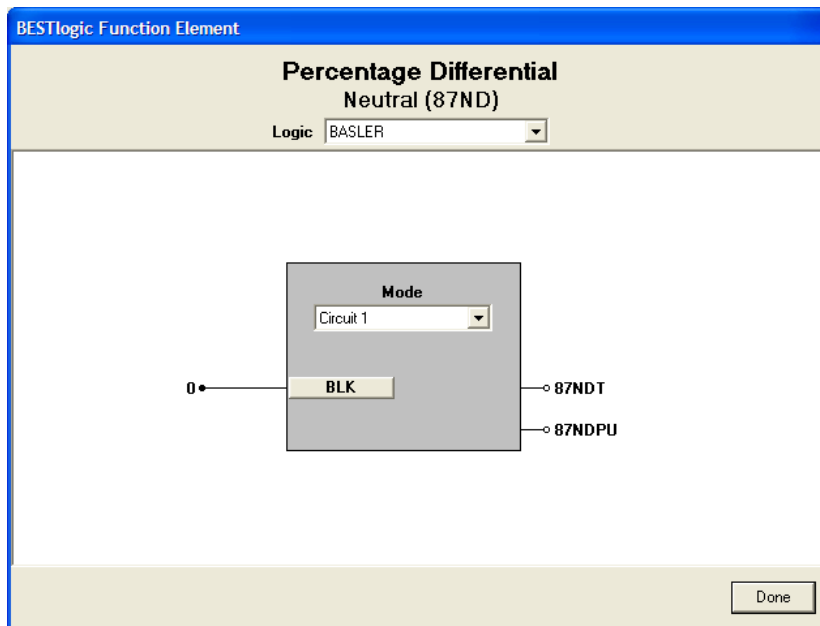 BESTlogic Function Element
Percentage Differential
Neutral (87ND)
Logic BASLER
Mode
Circuit 1
0 BLK 87NDT
87NDPU
Done